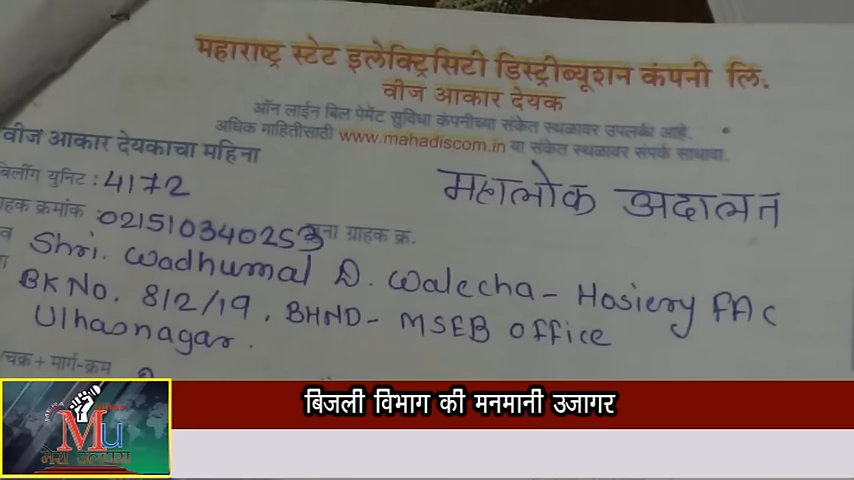 महाराष्ट्र स्टेट इलेक्ट्रिसिटी डिस्ट्रीब्यूशन कंपनी लि.
वीज आकार देयक
ऑन लाईन बिल पेमेंट सुविधा कंपनीच्या संकेत स्थळावर उपलब्ध आहे.
अधिक माहितीसाठी www.mahadiscom.in या संकेत स्थळावर संपर्क साधावा.
वीज आकार देयकाचा महिना
बिलींग युनिट : 4172
महालोक अदालत
ग्राहक क्रमांक : 021510340253 जुना ग्राहक क्र.
Shri. Wadhumal D. Walecha - Hosiery FAC
BK No. 812/19, BHND - MSEB office
Ulhasnagar.
चक्र + मार्ग-क्रम
बिजली विभाग की मनमानी उजागर
Mu
मेरा उल्हास